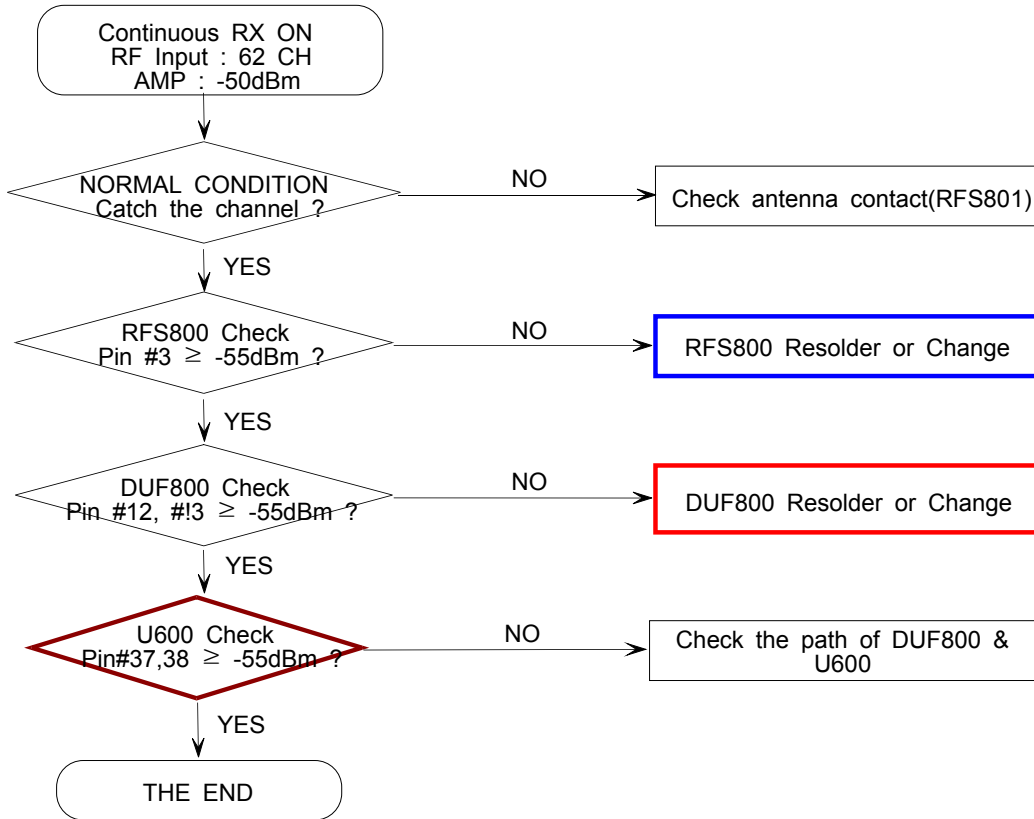 Continuous RX ON
RF Input : 62 CH
AMP : -50dBm
NORMAL CONDITION
Catch the channel ?
NO
Check antenna contact(RFS801)
YES
RFS800 Check
Pin #3 ≥ -55dBm ?
NO
RFS800 Resolder or Change
YES
DUF800 Check
Pin #12, #!3 ≥ -55dBm ?
NO
DUF800 Resolder or Change
YES
U600 Check
Pin#37,38 ≥ -55dBm ?
NO
Check the path of DUF800 &
U600
YES
THE END